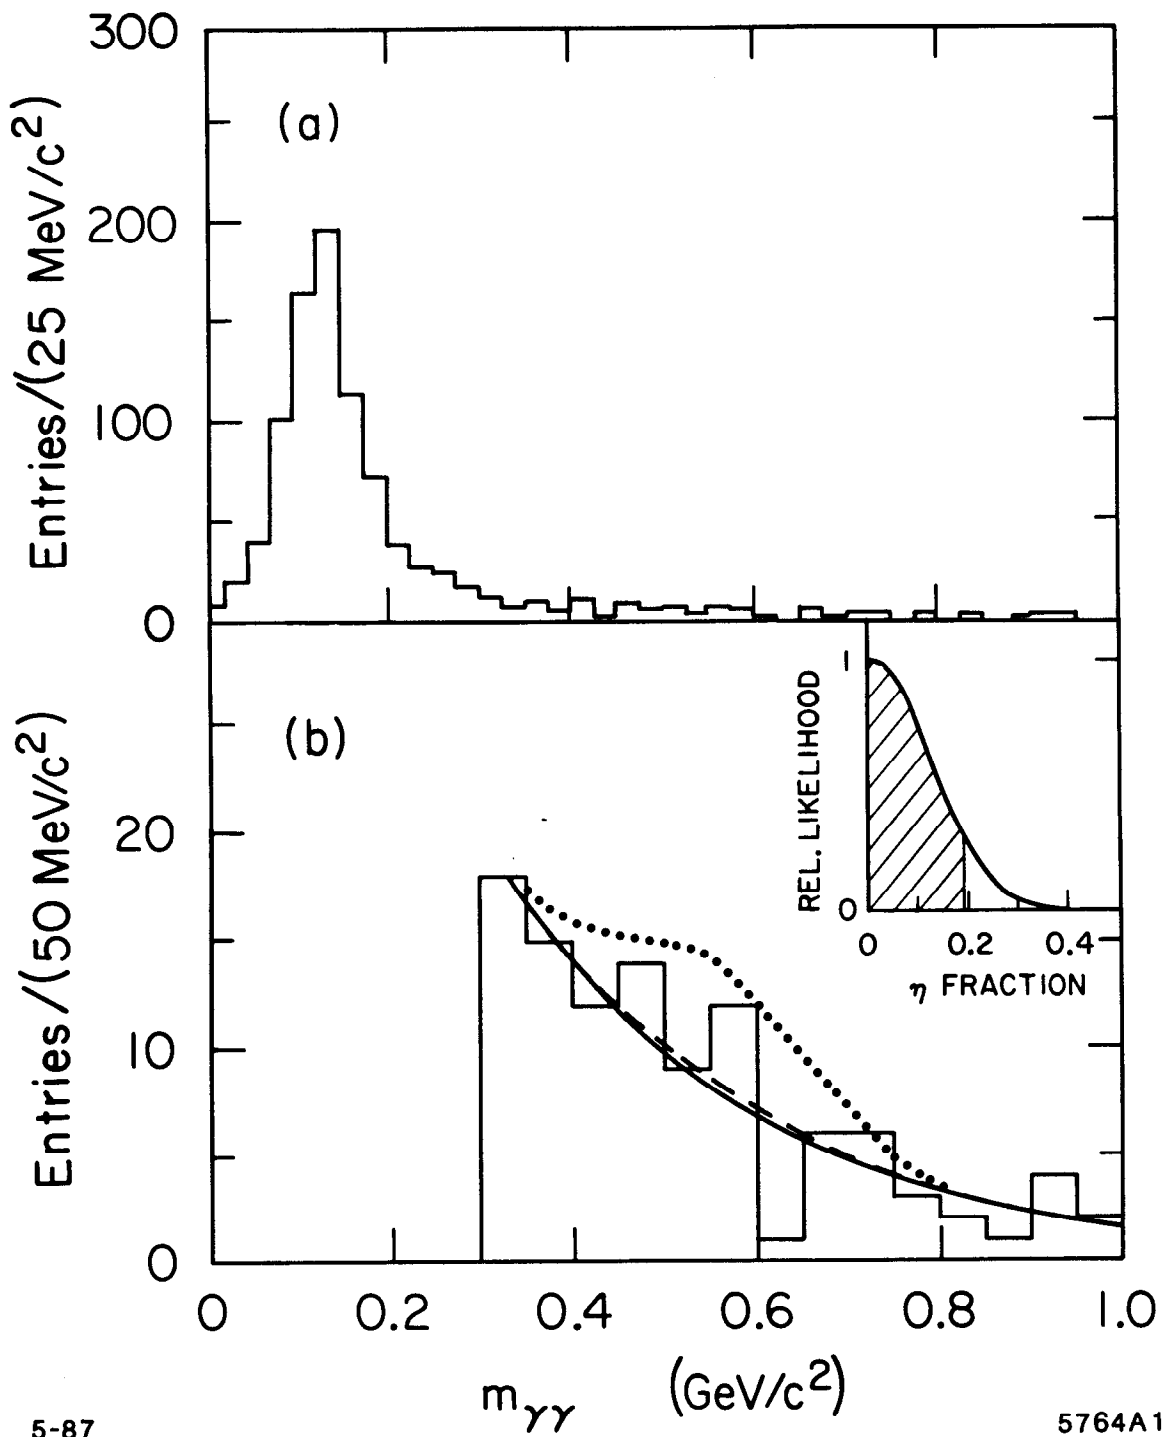 300
200
100
0
Entries/(25 MeV/c²)
(a)
20
10
0
Entries/(50 MeV/c²)
(b)
1
0
REL. LIKELIHOOD
0 0.2 0.4
η FRACTION
0 0.2 0.4 0.6 0.8 1.0
mγγ (GeV/c²)
5-87
5764A1